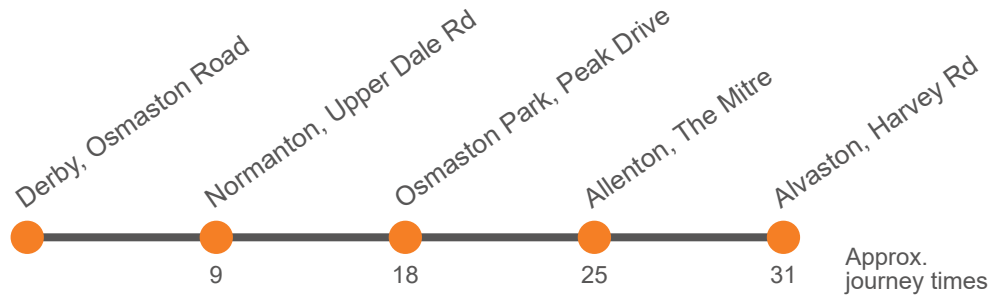 Derby, Osmaston Road
Normanton, Upper Dale Rd
Osmaston Park, Peak Drive
Allenton, The Mitre
Alvaston, Harvey Rd
9
18
25
31
Approx.
journey times